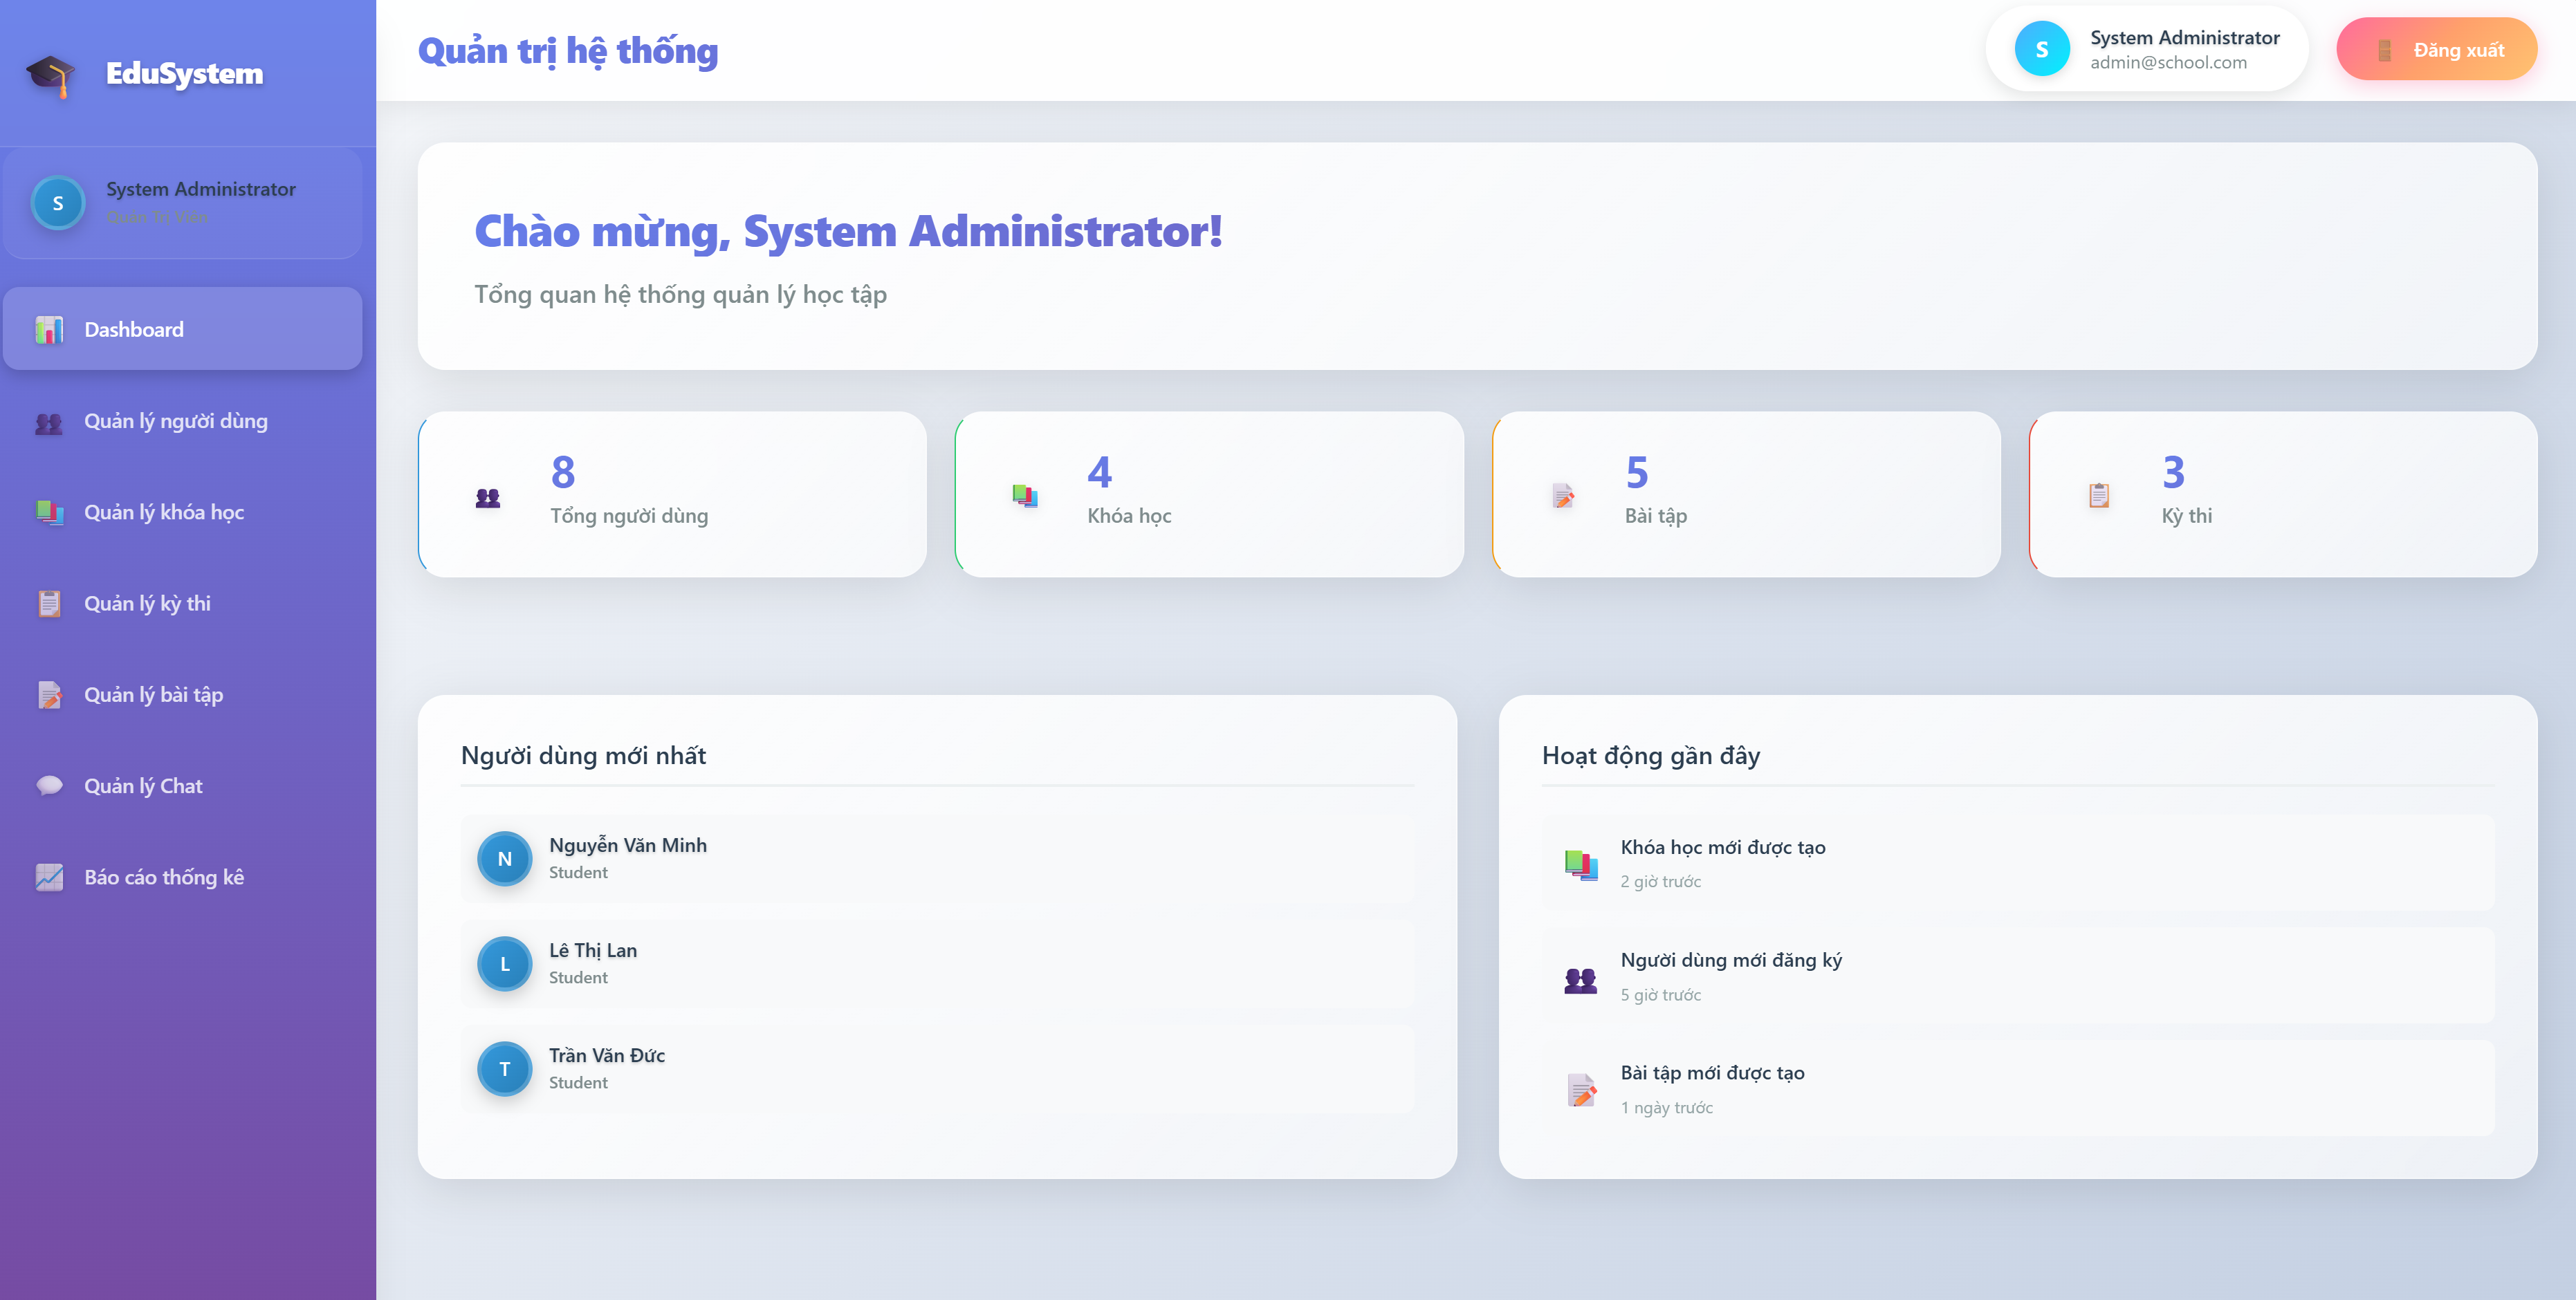 EduSystem
S
System Administrator
Quản Trị Viên
Dashboard
Quản lý người dùng
Quản lý khóa học
Quản lý kỳ thi
Quản lý bài tập
Quản lý Chat
Báo cáo thống kê
Quản trị hệ thống
S
System Administrator
admin@school.com
Đăng xuất
Chào mừng, System Administrator!
Tổng quan hệ thống quản lý học tập
8
Tổng người dùng
4
Khóa học
5
Bài tập
3
Kỳ thi
Người dùng mới nhất
N
Nguyễn Văn Minh
Student
L
Lê Thị Lan
Student
T
Trần Văn Đức
Student
Hoạt động gần đây
Khóa học mới được tạo
2 giờ trước
Người dùng mới đăng ký
5 giờ trước
Bài tập mới được tạo
1 ngày trước